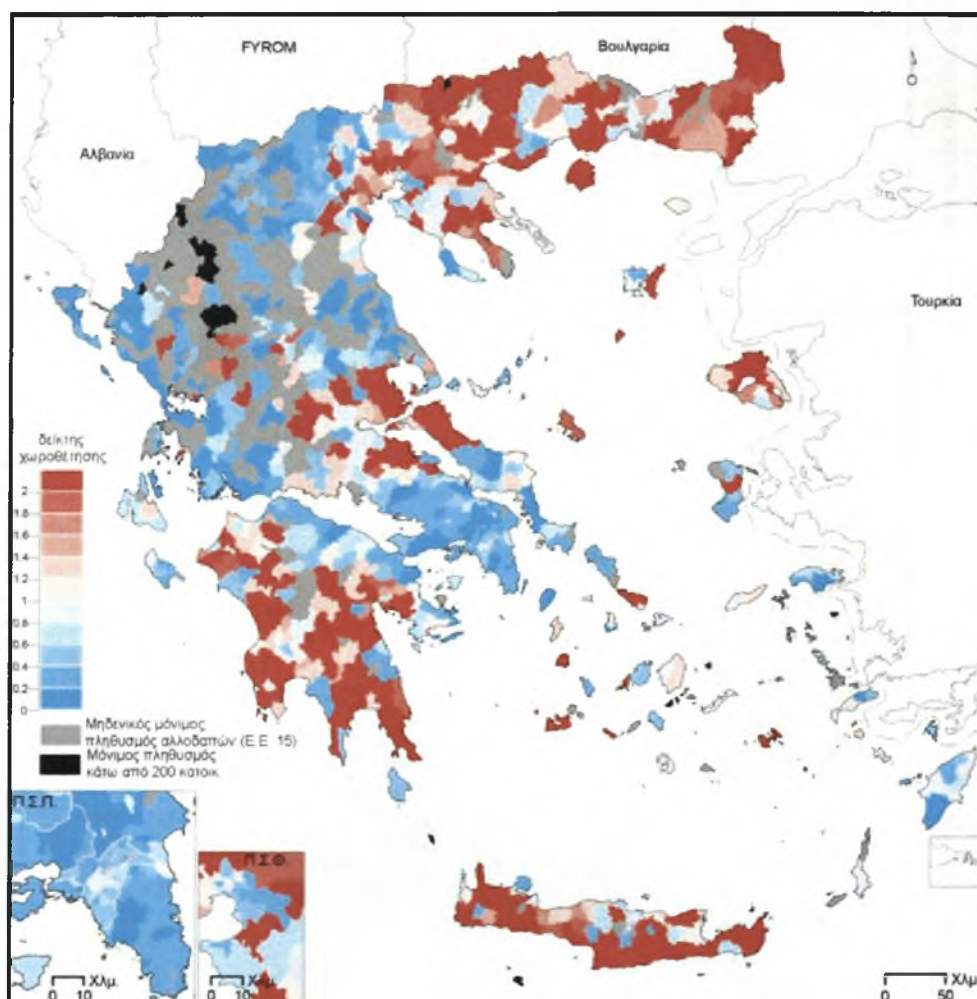 FYROM
Βουλγαρία
Αλβανία
Τουρκία
δείκτης
χωροθέτησης
2
1.8
1.6
1.4
1.2
1
0.8
0.6
0.4
0.2
0
Μηδενικός μόνιμος
πληθυσμός αλλοδαπών (Ε.Ε. 15)
Μόνιμος πληθυσμός
κάτω από 200 κατοικ.
Π.Σ.Π.
Π.Σ.Θ.
0 10 Χλμ.
0 10 Χλμ.
0 50 Χλμ